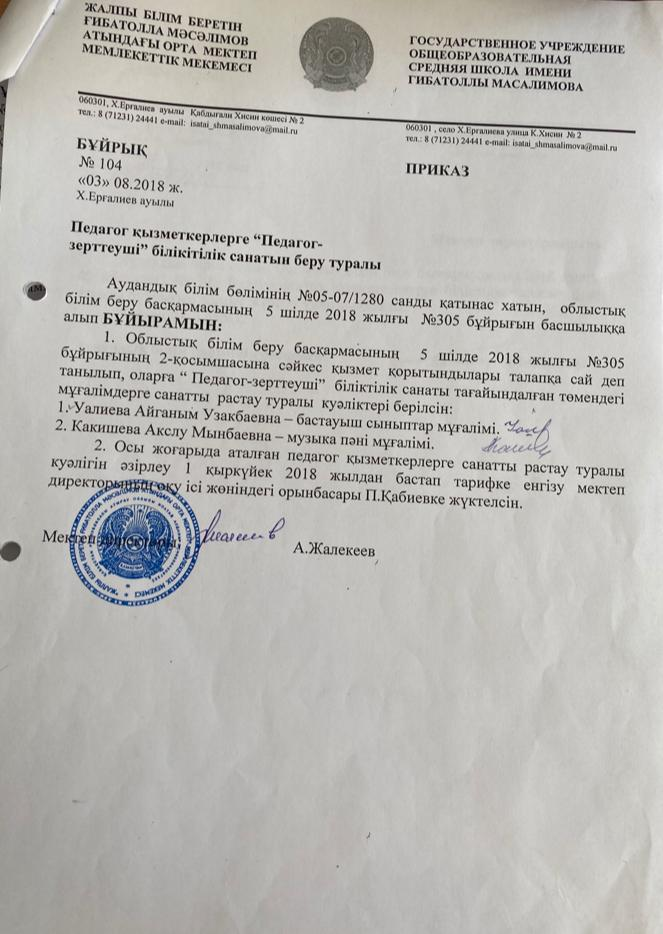 ЖАЛПЫ БІЛІМ БЕРЕТІН
ҒИБАТОЛЛА МӘСӘЛІМОВ
АТЫНДАҒЫ ОРТА МЕКТЕП
МЕМЛЕКЕТТІК МЕКЕМЕСІ
ГОСУДАРСТВЕННОЕ УЧРЕЖДЕНИЕ
ОБЩЕОБРАЗОВАТЕЛЬНАЯ
СРЕДНЯЯ ШКОЛА ИМЕНИ
ГИБАТОЛЛЫ МАСАЛИМОВА
060301, Х.Ергалиев ауылы Қабдығали Хисин көшесі № 2
тел.: 8 (71231) 24441 e-mail: isatai_shmasalimova@mail.ru
060301 , село Х.Ергалиева улица К.Хисин № 2
тел.: 8 (71231) 24441 e-mail: isatai_shmasalimova@mail.ru
БҰЙРЫҚ
№ 104
«03» 08.2018 ж.
Х.Ерғалиев ауылы
ПРИКАЗ
Педагог қызметкерлерге “Педагог-
зерттеуші” білікітілік санатын беру туралы
Аудандық білім бөлімінің №05-07/1280 санды қатынас хатын, облыстық
білім беру басқармасының 5 шілде 2018 жылғы №305 бұйрығын басшылыққа
алып БҰЙЫРАМЫН:
1. Облыстық білім беру басқармасының 5 шілде 2018 жылғы №305
бұйрығының 2-қосымшасына сәйкес қызмет қорытындылары талапқа сай деп
танылып, оларға “ Педагог-зерттеуші” біліктілік санаты тағайындалған төмендегі
мұғалімдерге санатты растау туралы куәліктері берілсін:
1. Уалиева Айганым Узакбаевна – бастауыш сыныптар мұғалімі.
2. Какишева Акслу Мынбаевна – музыка пәні мұғалімі.
2. Осы жоғарыда аталған педагог қызметкерлерге санатты растау туралы
куәлігін әзірлеу 1 қыркүйек 2018 жылдан бастап тарифке енгізу мектеп
директорының оқу ісі жөніндегі орынбасары П.Қабиевке жүктелсін.
Мектеп директоры:
А.Жалекеев